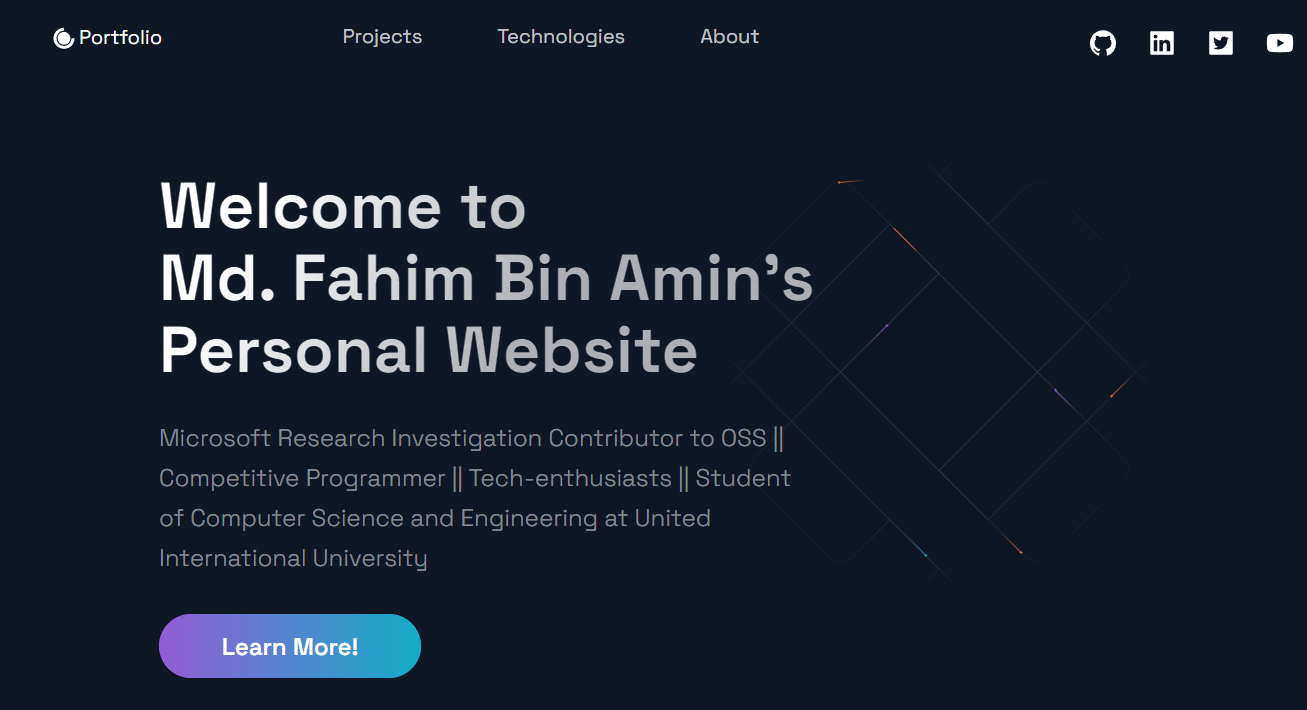 Portfolio
Projects
Technologies
About
Welcome to
Md. Fahim Bin Amin’s
Personal Website
Microsoft Research Investigation Contributor to OSS ||
Competitive Programmer || Tech-enthusiasts || Student
of Computer Science and Engineering at United
International University
Learn More!